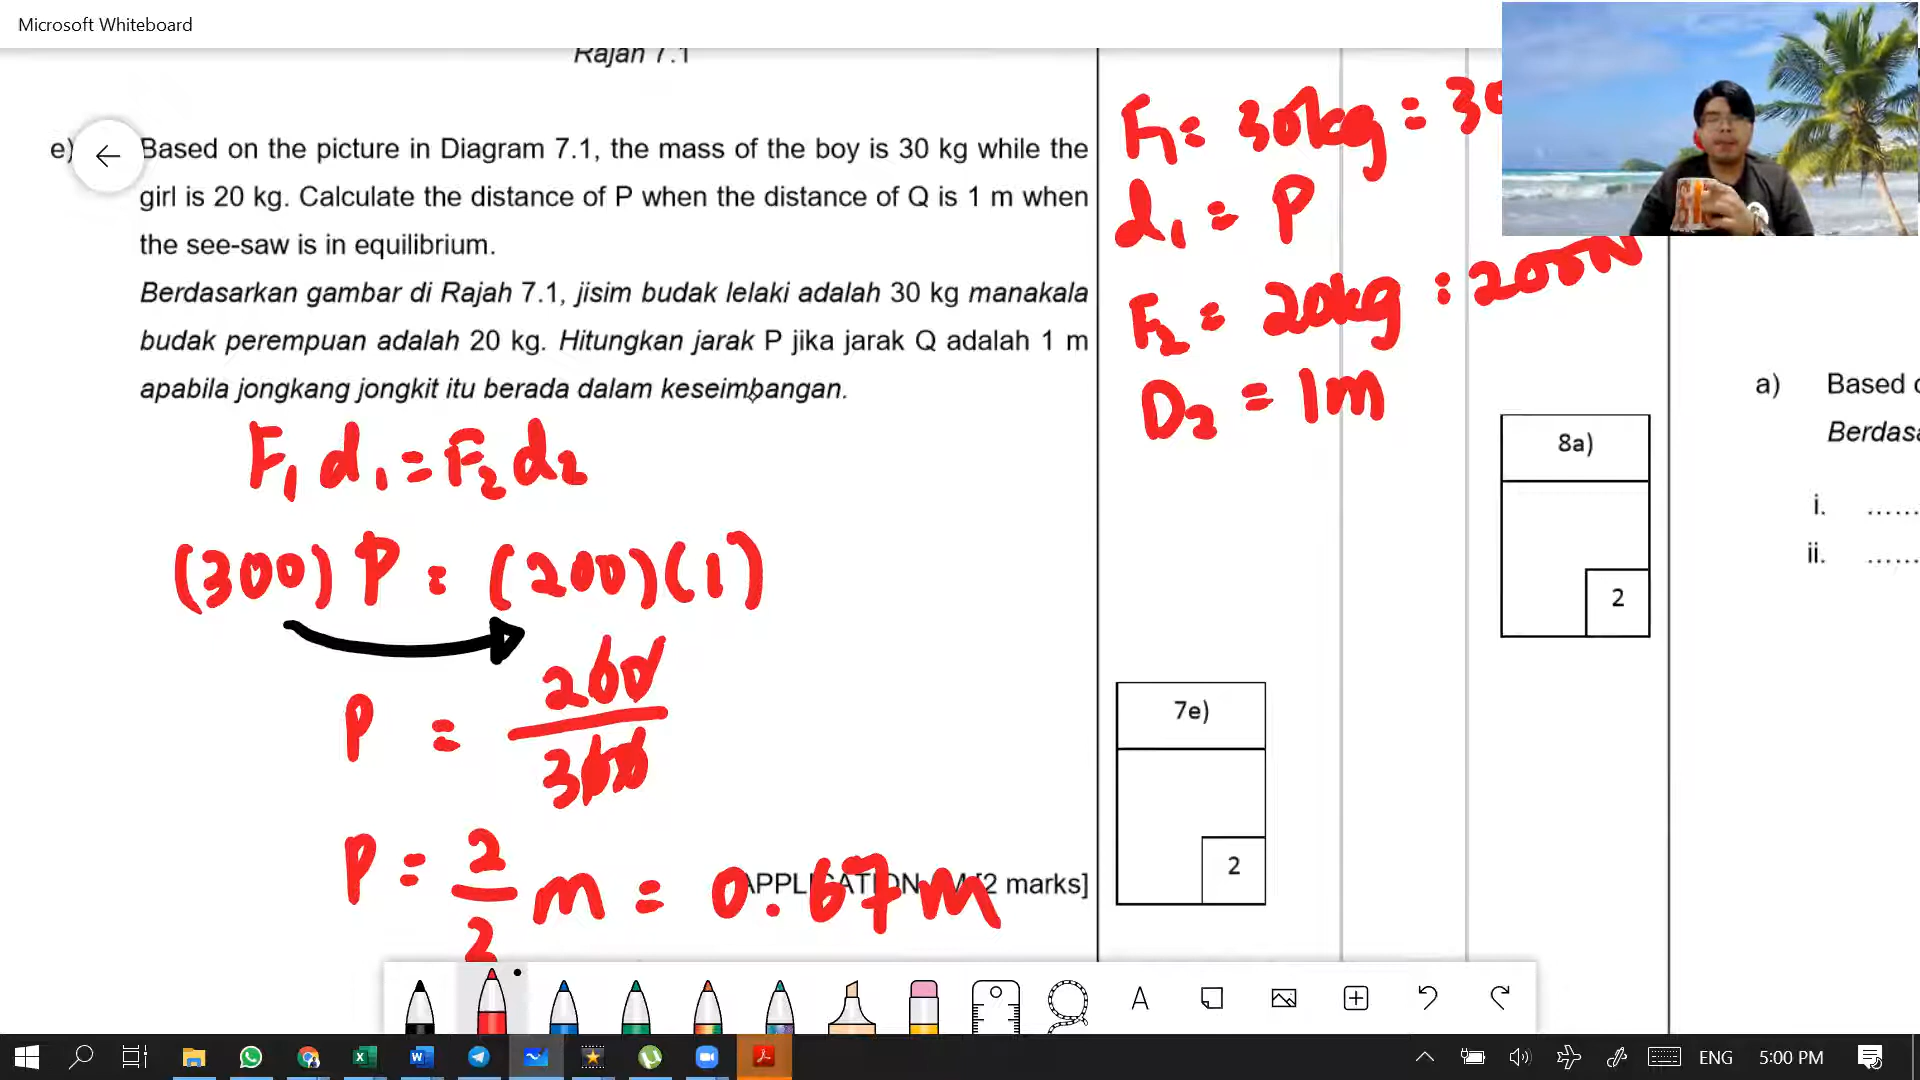 Microsoft Whiteboard
Rajah 7.1
e)
Based on the picture in Diagram 7.1, the mass of the boy is 30 kg while the
girl is 20 kg. Calculate the distance of P when the distance of Q is 1 m when
the see-saw is in equilibrium.
Berdasarkan gambar di Rajah 7.1, jisim budak lelaki adalah 30 kg manakala
budak perempuan adalah 20 kg. Hitungkan jarak P jika jarak Q adalah 1 m
apabila jongkang jongkit itu berada dalam keseimbangan.
F₁ d₁ = F₂ d₂
(300) P = (200)(1)
P = 200
300
P = 2 m = 0.67 m
[2 marks]
F₁ = 30kg = 30
d₁ = P
F₂ = 20kg : 200N
D₂ = 1m
7e)
2
8a)
2
a) Based
Berdasa
i. ......
ii. ......
ENG
5:00 PM